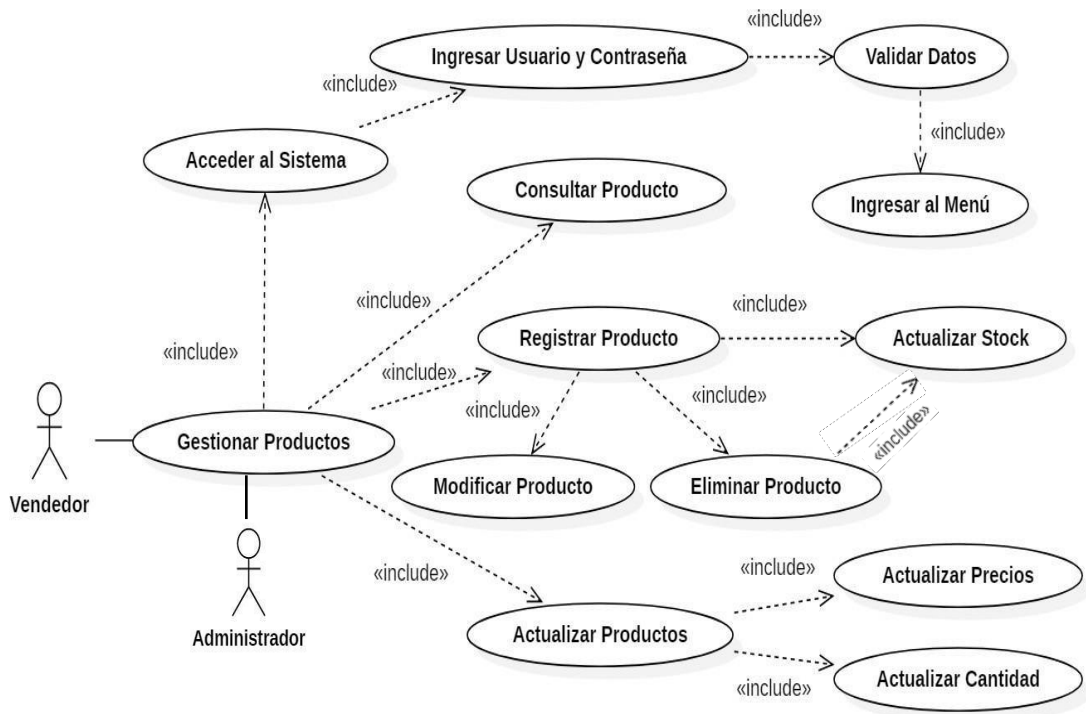 «include»
Ingresar Usuario y Contraseña
Validar Datos
«include»
«include»
Acceder al Sistema
Consultar Producto
Ingresar al Menú
«include»
«include»
Registrar Producto
Actualizar Stock
«include»
«include»
«include»
«include»
«include»
Gestionar Productos
Modificar Producto
Eliminar Producto
Vendedor
«include»
«include»
Actualizar Precios
Administrador
Actualizar Productos
Actualizar Cantidad
«include»